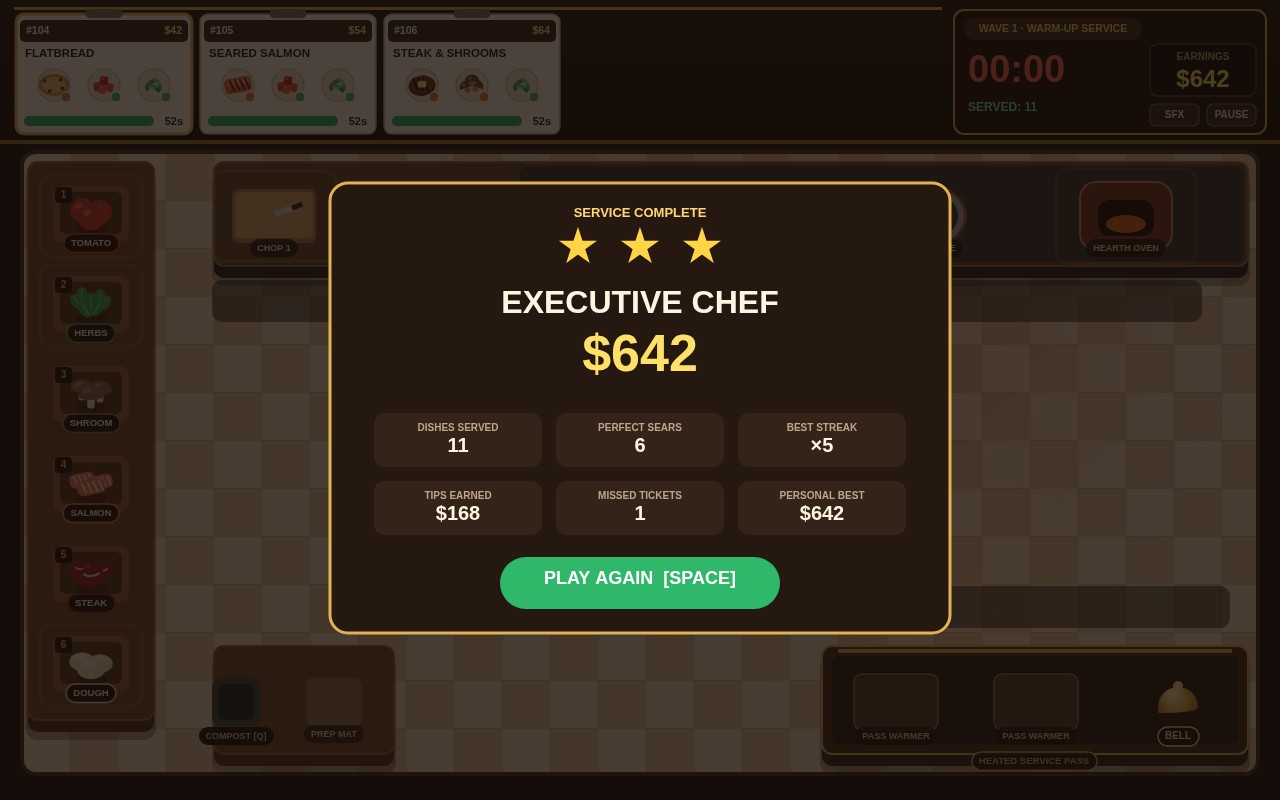 #104 $42
FLATBREAD
52s
#105 $54
SEARED SALMON
52s
#106 $64
STEAK & SHROOMS
52s
WAVE 1 · WARM-UP SERVICE
00:00
SERVED: 11
EARNINGS
$642
SFX
PAUSE
1
TOMATO
2
HERBS
3
SHROOM
4
SALMON
5
STEAK
6
DOUGH
CHOP 1
HEARTH OVEN
SERVICE COMPLETE
EXECUTIVE CHEF
$642
DISHES SERVED
11
PERFECT SEARS
6
BEST STREAK
×5
TIPS EARNED
$168
MISSED TICKETS
1
PERSONAL BEST
$642
PLAY AGAIN [SPACE]
COMPOST [Q]
PREP MAT
PASS WARMER
PASS WARMER
BELL
HEATED SERVICE PASS